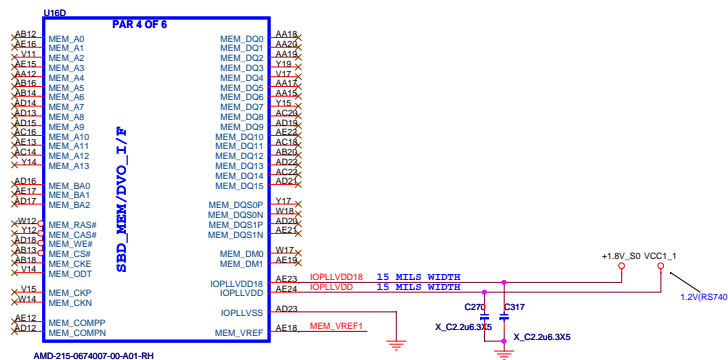 U16D
PAR 4 OF 6
SBD_MEM/DVO_I/F
AB12 MEM_A0
AE16 MEM_A1
V11 MEM_A2
AE15 MEM_A3
AA12 MEM_A4
AB16 MEM_A5
AB14 MEM_A6
AD14 MEM_A7
AD13 MEM_A8
AD15 MEM_A9
AC16 MEM_A10
AE13 MEM_A11
AC14 MEM_A12
Y14 MEM_A13
AD16 MEM_BA0
AE17 MEM_BA1
AD17 MEM_BA2
W12 MEM_RAS#
Y12 MEM_CAS#
AD18 MEM_WE#
AB13 MEM_CS#
AB18 MEM_CKE
V14 MEM_ODT
V15 MEM_CKP
W14 MEM_CKN
AE12 MEM_COMPP
AD12 MEM_COMPN
MEM_DQ0 AA18
MEM_DQ1 AA20
MEM_DQ2 AA19
MEM_DQ3 Y19
MEM_DQ4 V17
MEM_DQ5 AA17
MEM_DQ6 AA15
MEM_DQ7 Y15
MEM_DQ8 AC20
MEM_DQ9 AD19
MEM_DQ10 AE22
MEM_DQ11 AC18
MEM_DQ12 AB20
MEM_DQ13 AD22
MEM_DQ14 AC22
MEM_DQ15 AD21
MEM_DQS0P Y17
MEM_DQS0N W18
MEM_DQS1P AD20
MEM_DQS1N AE21
MEM_DM0 W17
MEM_DM1 AE19
IOPLLVDD18 AE23 IOPLLVDD18 15 MILS WIDTH
IOPLLVDD AE24 IOPLLVDD 15 MILS WIDTH
IOPLLVSS AD23
MEM_VREF AE18 MEM_VREF1
+1.8V_S0 VCC1_1
1.2V(RS740
C270 C317
X_C2.2u6.3X5
X_C2.2u6.3X5
AMD-215-0674007-00-A01-RH